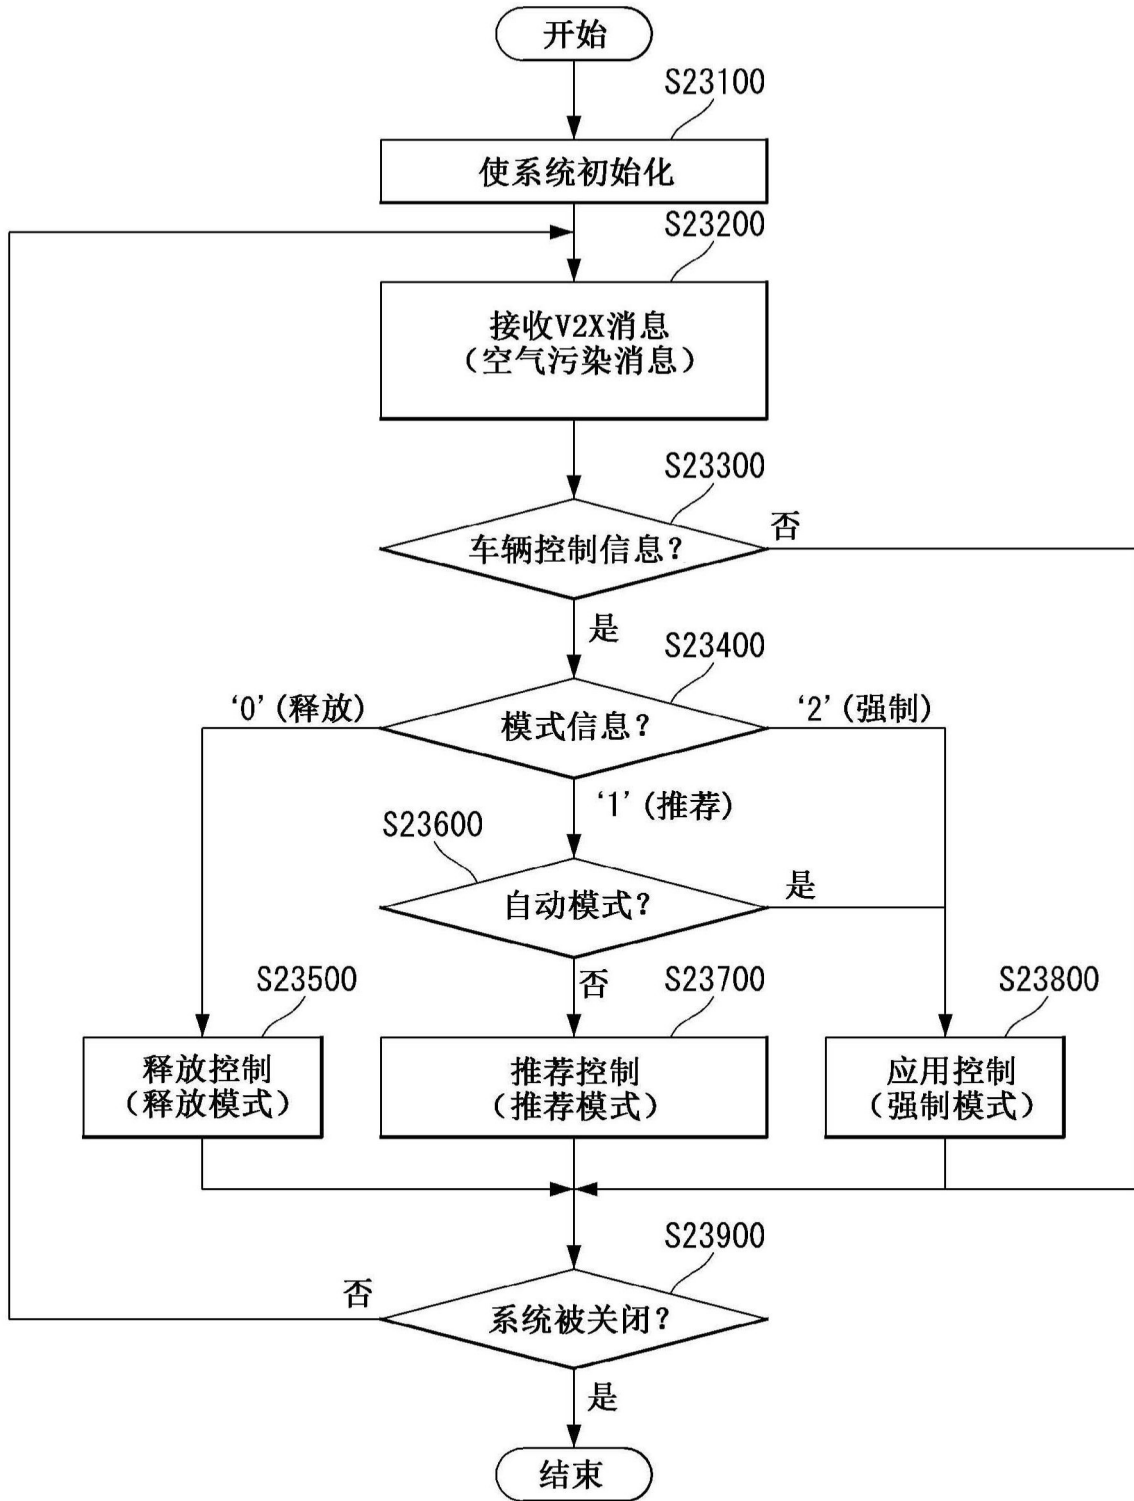 开始
S23100
使系统初始化
S23200
接收V2X消息
（空气污染消息）
S23300
车辆控制信息？
否
是
S23400
‘0’（释放）
模式信息？
‘2’（强制）
‘1’（推荐）
S23600
自动模式？
是
否
S23500
S23700
S23800
释放控制
（释放模式）
推荐控制
（推荐模式）
应用控制
（强制模式）
S23900
否
系统被关闭？
是
结束